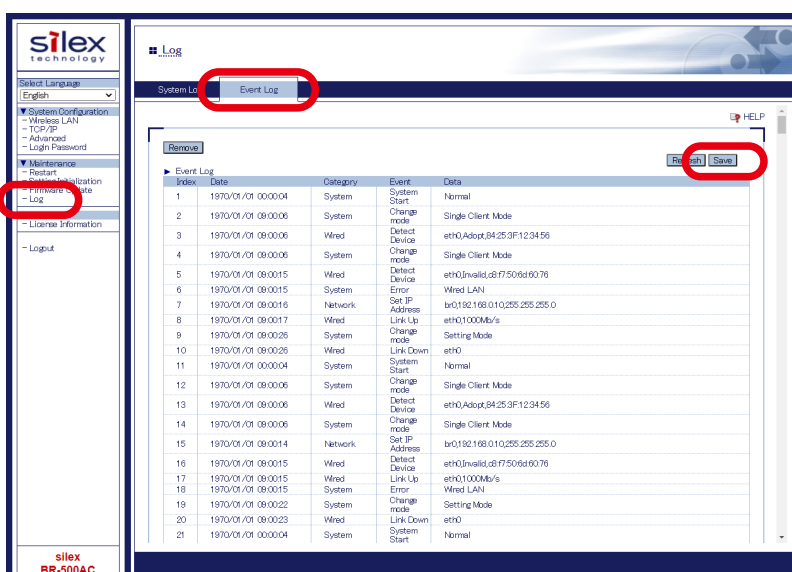 silex
technology
Select Language
English
▼ System Configuration
- Wireless LAN
- TCP/IP
- Advanced
- Login Password
▼ Maintenance
- Restart
- Setting Initialization
- Firmware Update
- Log
- License Information
- Logout
silex
BR-500AC
Log
System Lo
Event Log
HELP
Remove
Refresh Save
► Event Log
Index Date Category Event Data
1 1970/01/01 00:00:04 System System Start Normal
2 1970/01/01 09:00:06 System Change mode Single Client Mode
3 1970/01/01 09:00:06 Wired Detect Device eth0,Adopt,84:25:3F:12:34:56
4 1970/01/01 09:00:06 System Change mode Single Client Mode
5 1970/01/01 09:00:15 Wired Detect Device eth0,Invalid,c8:f7:50:6d:60:76
6 1970/01/01 09:00:15 System Error Wired LAN
7 1970/01/01 09:00:16 Network Set IP Address br0,192.168.0.10,255.255.255.0
8 1970/01/01 09:00:17 Wired Link Up eth0,1000Mb/s
9 1970/01/01 09:00:26 System Change mode Setting Mode
10 1970/01/01 09:00:26 Wired Link Down eth0
11 1970/01/01 00:00:04 System System Start Normal
12 1970/01/01 09:00:06 System Change mode Single Client Mode
13 1970/01/01 09:00:06 Wired Detect Device eth0,Adopt,84:25:3F:12:34:56
14 1970/01/01 09:00:06 System Change mode Single Client Mode
15 1970/01/01 09:00:14 Network Set IP Address br0,192.168.0.10,255.255.255.0
16 1970/01/01 09:00:15 Wired Detect Device eth0,Invalid,c8:f7:50:6d:60:76
17 1970/01/01 09:00:15 Wired Link Up eth0,1000Mb/s
18 1970/01/01 09:00:15 System Error Wired LAN
19 1970/01/01 09:00:22 System Change mode Setting Mode
20 1970/01/01 09:00:23 Wired Link Down eth0
21 1970/01/01 00:00:04 System System Start Normal